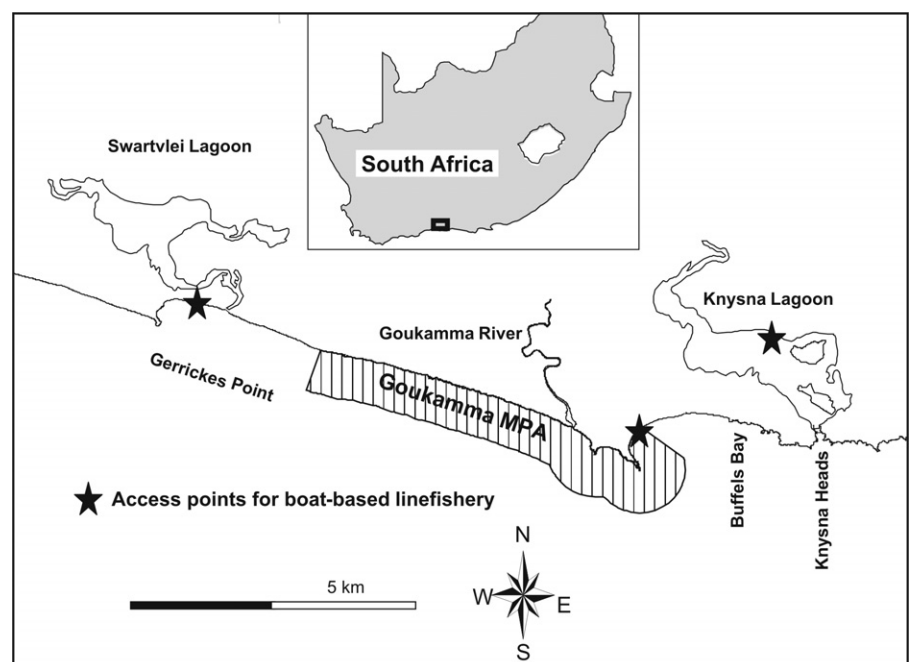 Swartvlei Lagoon
South Africa
Knysna Lagoon
Goukamma River
Gerrickes Point
Goukamma MPA
Buffels Bay
Knysna Heads
Access points for boat-based linefishery
5 km
N
W
E
S